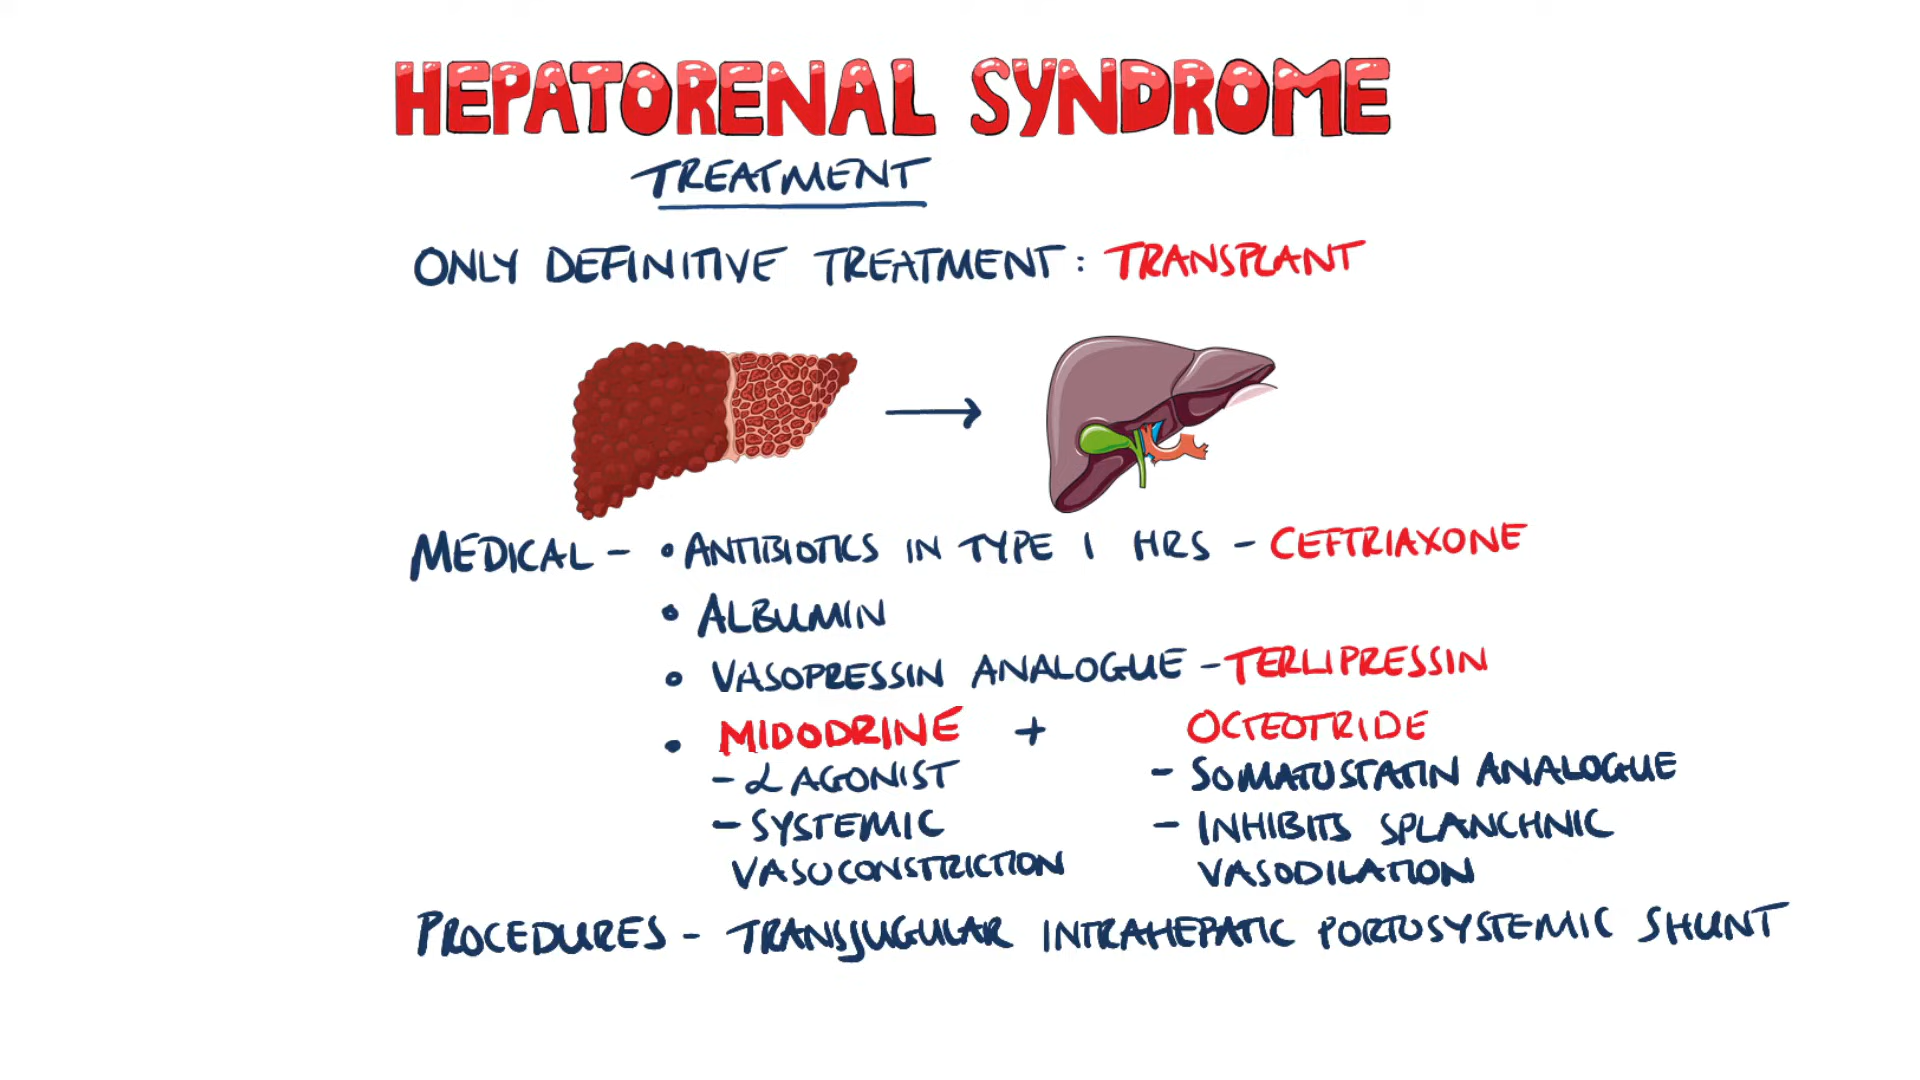 HEPATORENAL SYNDROME
TREATMENT
ONLY DEFINITIVE TREATMENT: TRANSPLANT
MEDICAL - • ANTIBIOTICS IN TYPE 1 HRS - CEFTRIAXONE
• ALBUMIN
• VASOPRESSIN ANALOGUE - TERLIPRESSIN
• MIDODRINE + OCTEOTRIDE
- α AGONIST - SOMATOSTATIN ANALOGUE
- SYSTEMIC - INHIBITS SPLANCHNIC
VASOCONSTRICTION VASODILATION
PROCEDURES - TRANSJUGULAR INTRAHEPATIC PORTOSYSTEMIC SHUNT